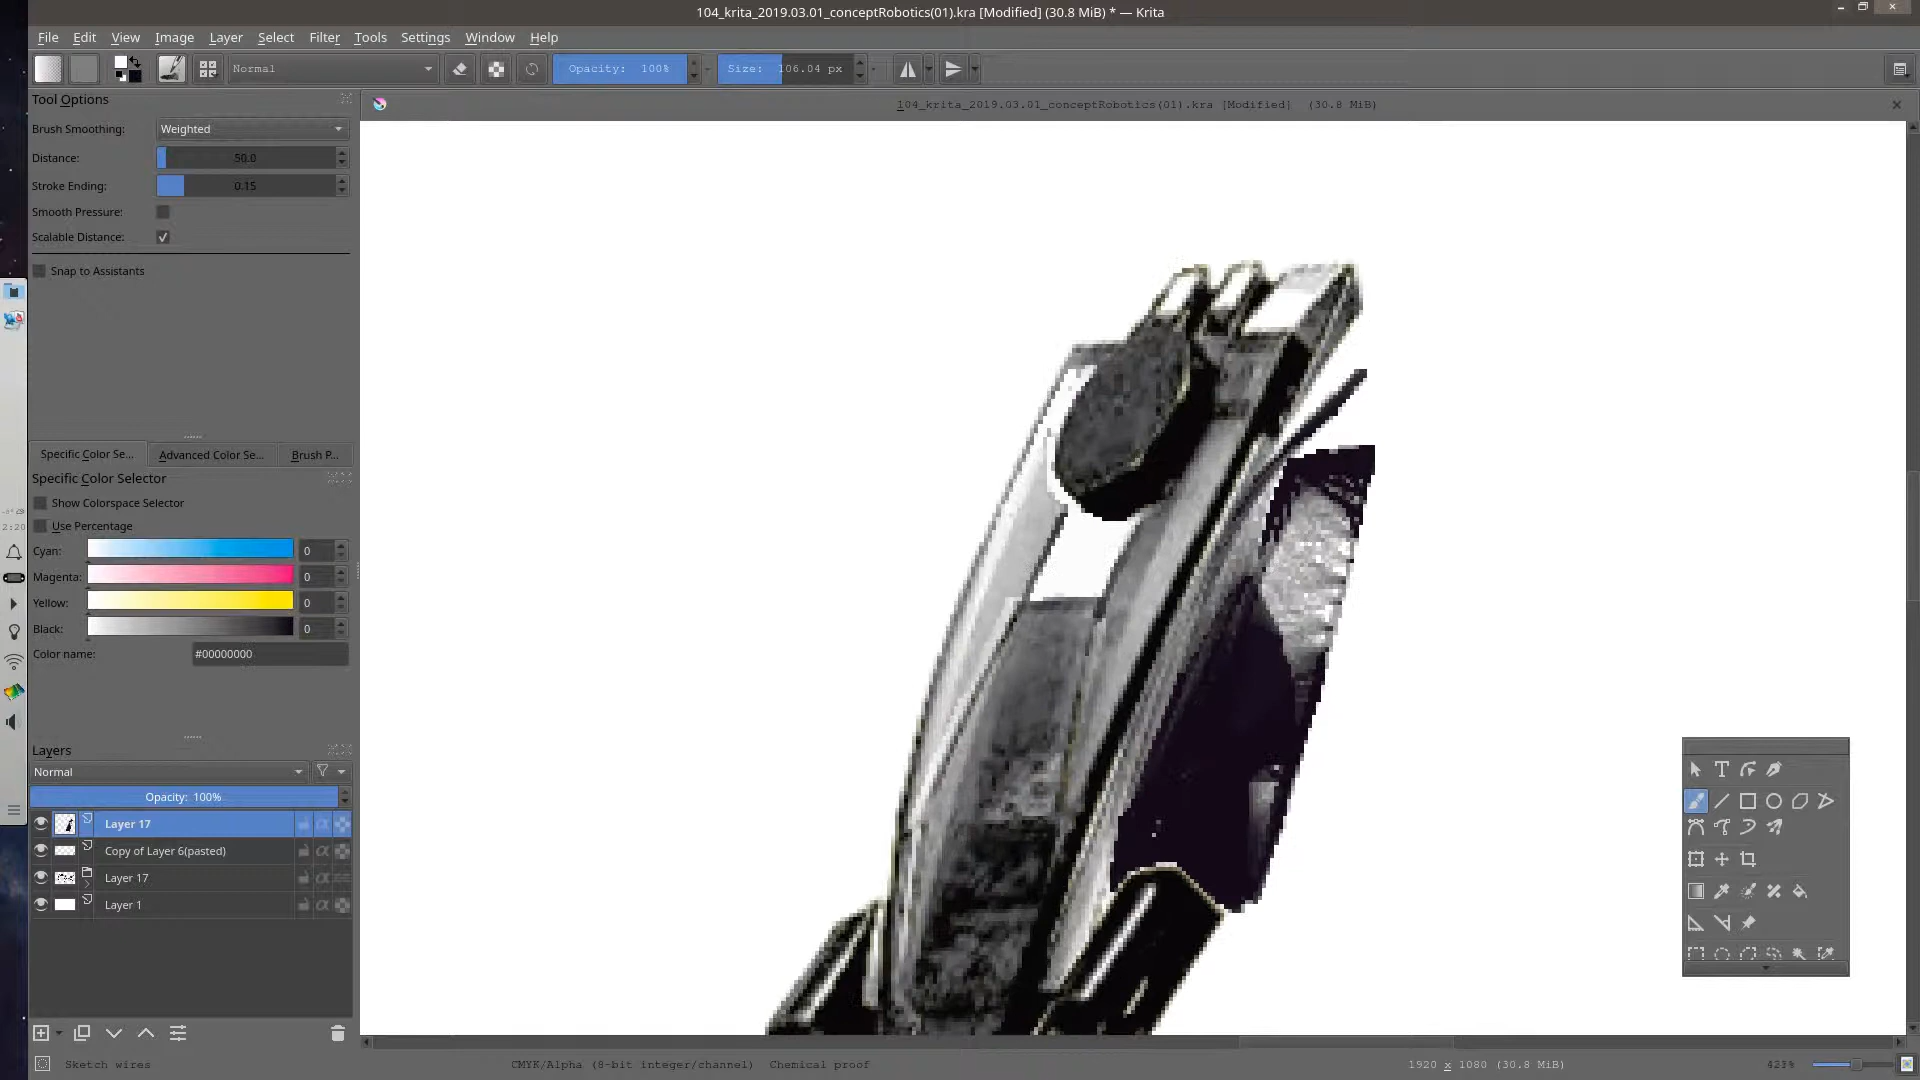 104_krita_2019.03.01_conceptRobotics(01).kra [Modified] (30.8 MiB) * — Krita
File Edit View Image Layer Select Filter Tools Settings Window Help
Normal Opacity: 100% Size: 106.04 px
Tool Options
104_krita_2019.03.01_conceptRobotics(01).kra [Modified] (30.8 MiB)
Brush Smoothing: Weighted
Distance: 50.0
Stroke Ending: 0.15
Smooth Pressure:
Scalable Distance:
Snap to Assistants
Specific Color Se... Advanced Color Se... Brush P...
Specific Color Selector
Show Colorspace Selector
Use Percentage
2:20
Cyan: 0
Magenta: 0
Yellow: 0
Black: 0
Color name: #00000000
Layers
Normal
Opacity: 100%
Layer 17
Copy of Layer 6(pasted)
Layer 17
Layer 1
Sketch wires CMYK/Alpha (8-bit integer/channel) Chemical proof 1920 x 1080 (30.8 MiB) 423%